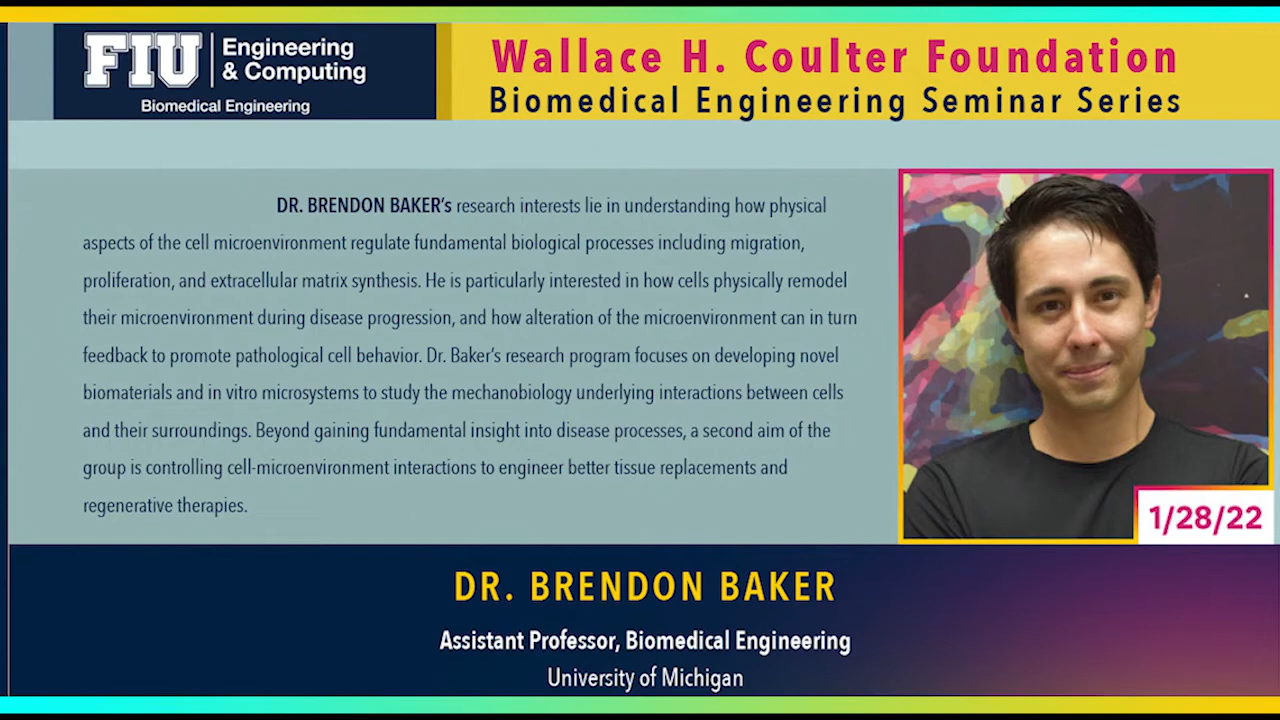 FIU Engineering
& Computing
Biomedical Engineering
Wallace H. Coulter Foundation
Biomedical Engineering Seminar Series
DR. BRENDON BAKER's research interests lie in understanding how physical
aspects of the cell microenvironment regulate fundamental biological processes including migration,
proliferation, and extracellular matrix synthesis. He is particularly interested in how cells physically remodel
their microenvironment during disease progression, and how alteration of the microenvironment can in turn
feedback to promote pathological cell behavior. Dr. Baker's research program focuses on developing novel
biomaterials and in vitro microsystems to study the mechanobiology underlying interactions between cells
and their surroundings. Beyond gaining fundamental insight into disease processes, a second aim of the
group is controlling cell-microenvironment interactions to engineer better tissue replacements and
regenerative therapies.
1/28/22
DR. BRENDON BAKER
Assistant Professor, Biomedical Engineering
University of Michigan